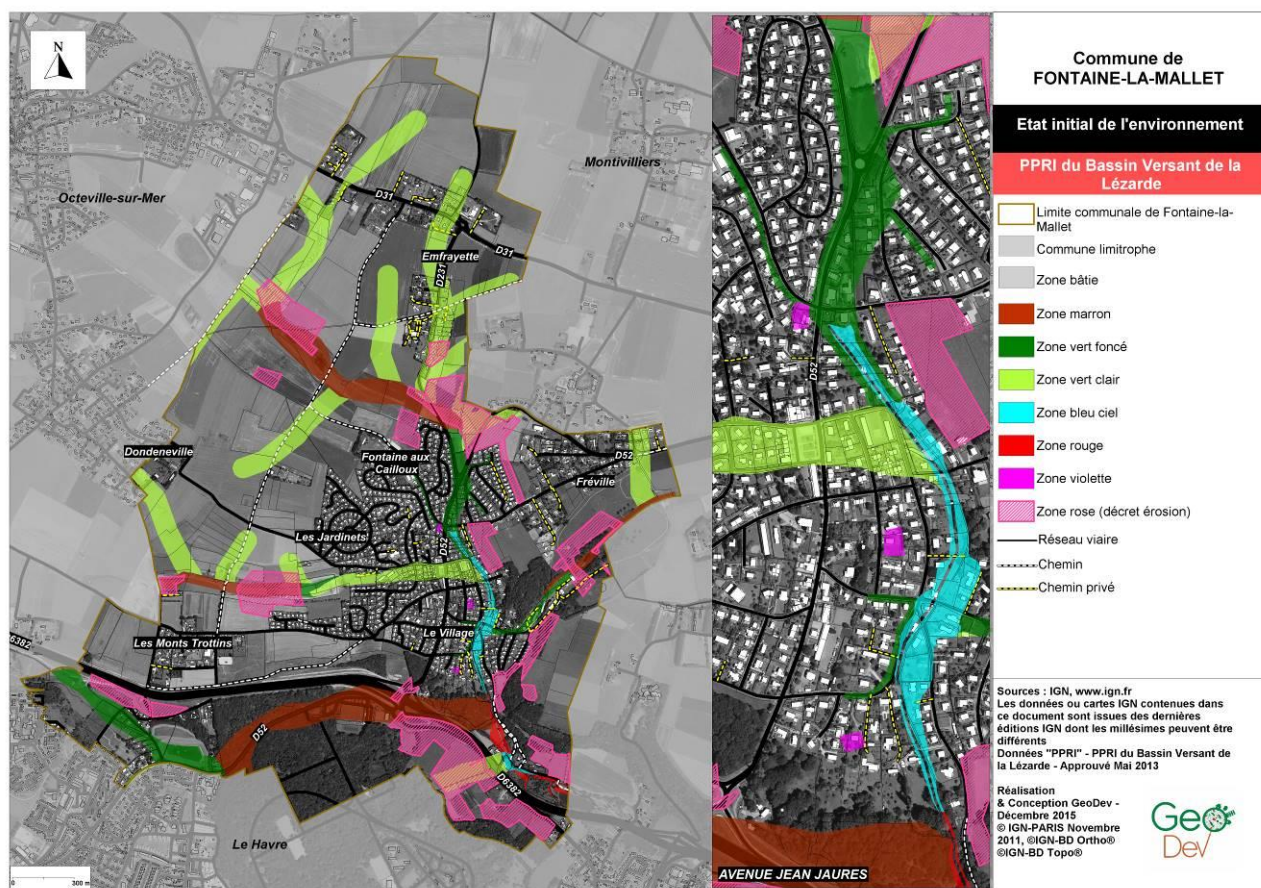 N
Octeville-sur-Mer
Montivilliers
D31
Emfrayette
D31
D231
Dondeneville
Fontaine aux
Cailloux
D52
Fréville
Les Jardinets
D52
Les Monts Trottins
Le Village
D6382
D52
D6382
Le Havre
0 300 m
D52
AVENUE JEAN JAURES
Commune de
FONTAINE-LA-MALLET
Etat initial de l'environnement
PPRI du Bassin Versant de la
Lézarde
Limite communale de Fontaine-la-
Mallet
Commune limitrophe
Zone bâtie
Zone marron
Zone vert foncé
Zone vert clair
Zone bleu ciel
Zone rouge
Zone violette
Zone rose (décret érosion)
Réseau viaire
Chemin
Chemin privé
Sources : IGN, www.ign.fr
Les données ou cartes IGN contenues dans
ce document sont issues des dernières
éditions IGN dont les millésimes peuvent être
différents
Données "PPRI" - PPRI du Bassin Versant de
la Lézarde - Approuvé Mai 2013
Réalisation
& Conception GeoDev -
Décembre 2015
© IGN-PARIS Novembre
2011, ©IGN-BD Ortho®
©IGN-BD Topo®
Geo
Dev